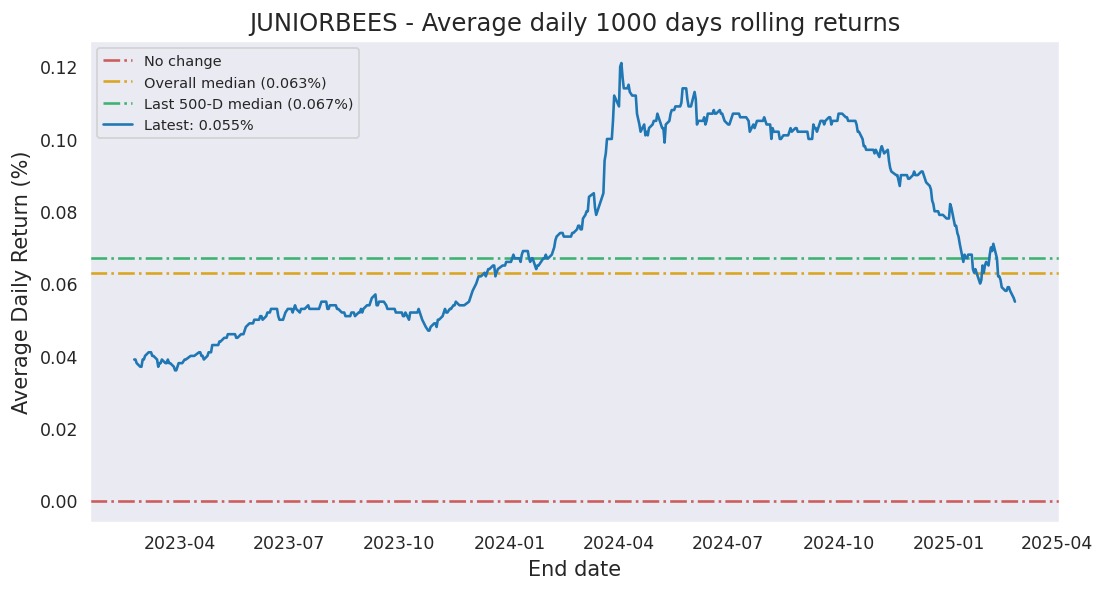 JUNIORBEES - Average daily 1000 days rolling returns
No change
Overall median (0.063%)
Last 500-D median (0.067%)
Latest: 0.055%
Average Daily Return (%)
0.12
0.10
0.08
0.06
0.04
0.02
0.00
2023-04 2023-07 2023-10 2024-01 2024-04 2024-07 2024-10 2025-01 2025-04
End date